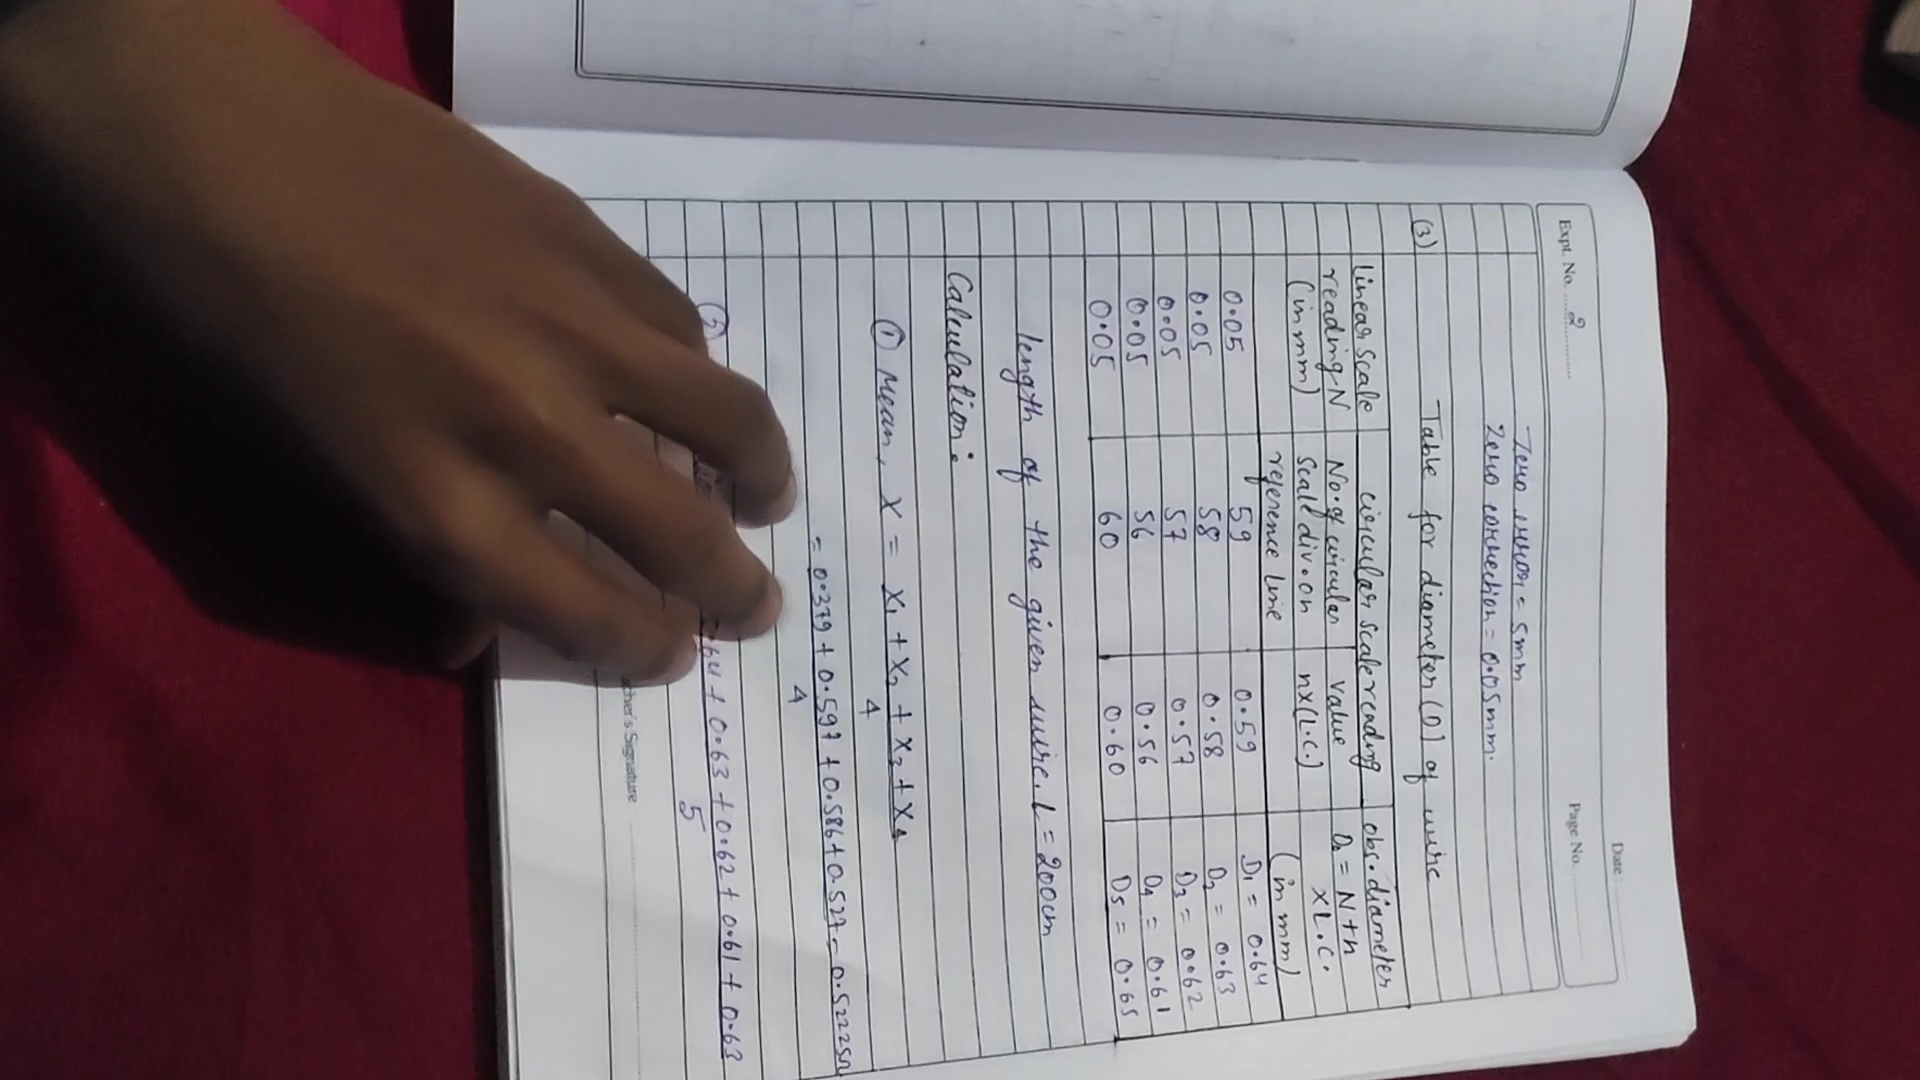 Date :
Expt. No. 2
Page No.
Zero error = 5mm
Zero correction = 0.05mm.
(3) Table for diameter (D) of wire
linear scale reading N (in mm) | circular scale reading | obs. diameter
No. of circular scale div. on reference line | value n×(L.C.) | D₀ = N + n × L.C. (in mm)
0.05 | 59 | 0.59 | D₁ = 0.64
0.05 | 58 | 0.58 | D₂ = 0.63
0.05 | 57 | 0.57 | D₃ = 0.62
0.05 | 56 | 0.56 | D₄ = 0.61
0.05 | 60 | 0.60 | D₅ = 0.65
length of the given wire. L = 200cm
Calculation:
① Mean, X = X₁ + X₂ + X₃ + X₄
4
= 0.379 + 0.597 + 0.586 + 0.527 = 0.52225Ω
4
②
.64 + 0.63 + 0.62 + 0.61 + 0.63
5
cher's Signature